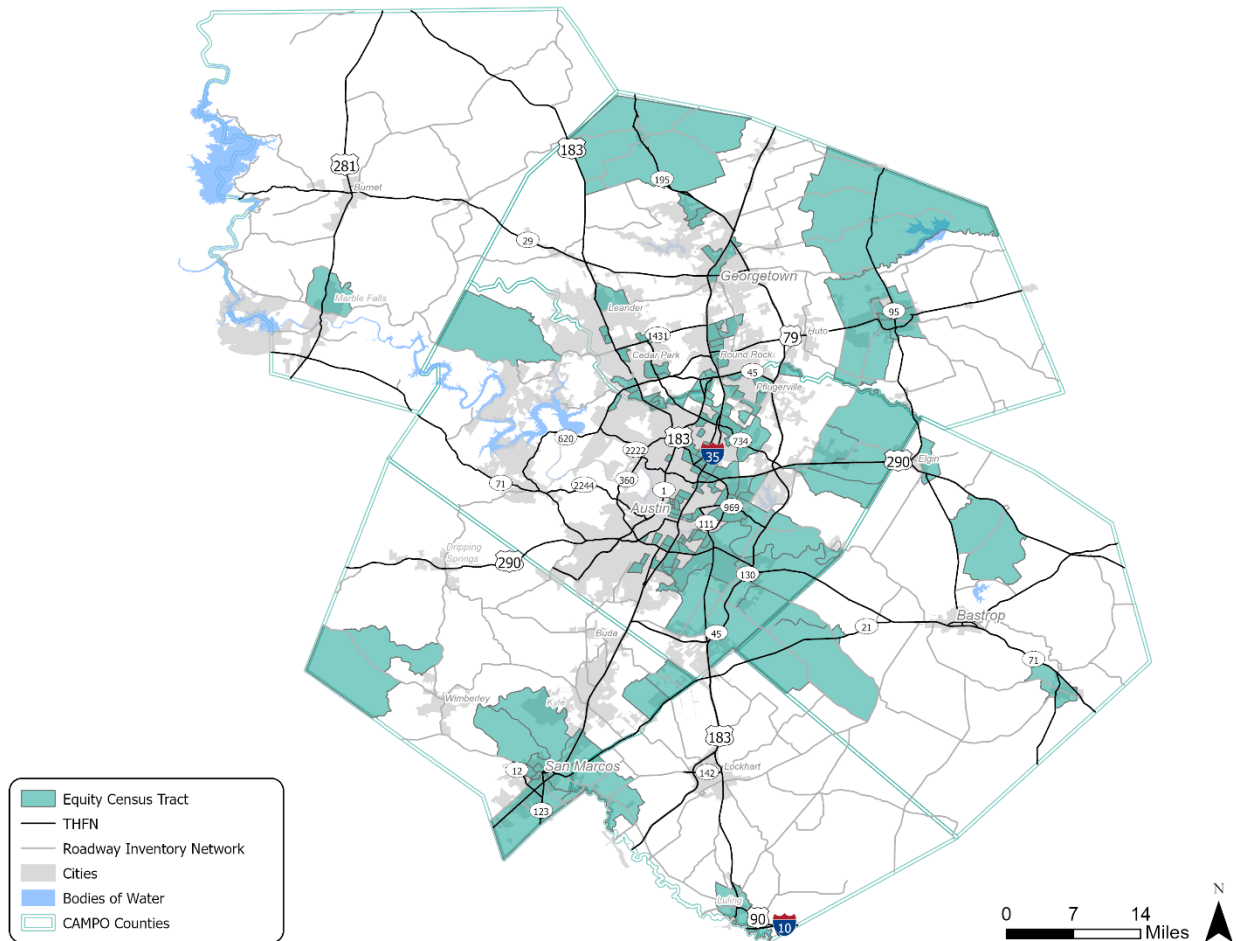 183
281
Burnet
195
29
Georgetown
Marble Falls
Leander
95
1431
79
Hutto
Cedar Park
Round Rock
45
Pflugerville
620
2222
183
734
35
290
Elgin
71
2244
360
1
969
Austin
111
Dripping
Springs
290
130
Bastrop
21
Buda
45
71
Wimberley
Kyle
183
San Marcos
12
142
Lockhart
123
Luling
90
10
Equity Census Tract
THFN
Roadway Inventory Network
Cities
Bodies of Water
CAMPO Counties
N
0 7 14
Miles